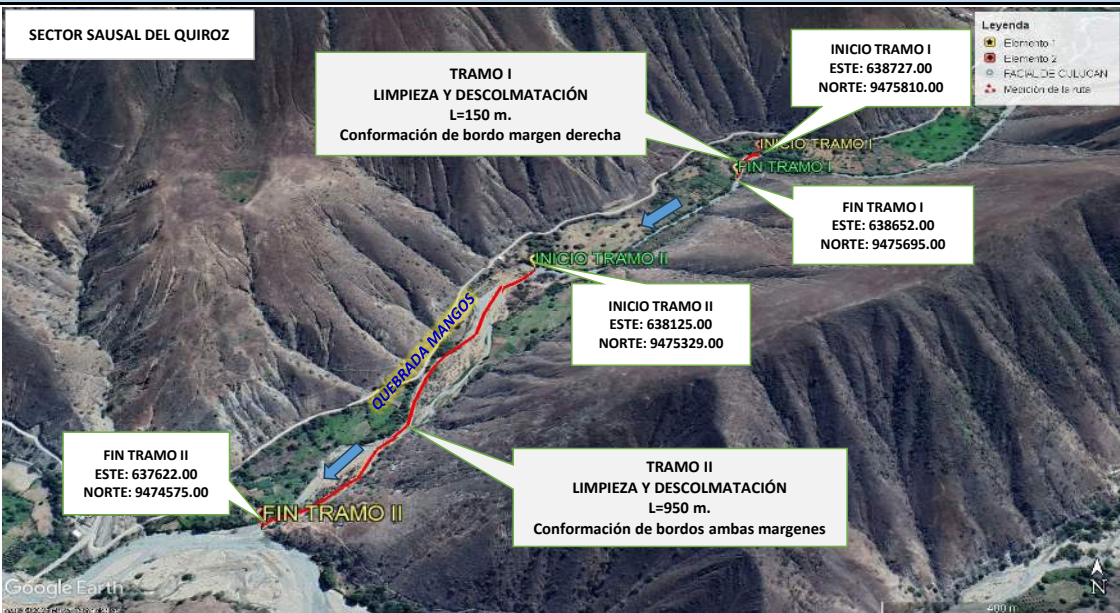 SECTOR SAUSAL DEL QUIROZ
Leyenda
Elemento 1
Elemento 2
FACIAL DE CULUCAN
Medición de la ruta
TRAMO I
LIMPIEZA Y DESCOLMATACIÓN
L=150 m.
Conformación de bordo margen derecha
INICIO TRAMO I
ESTE: 638727.00
NORTE: 9475810.00
INICIO TRAMO I
FIN TRAMO I
FIN TRAMO I
ESTE: 638652.00
NORTE: 9475695.00
INICIO TRAMO II
INICIO TRAMO II
ESTE: 638125.00
NORTE: 9475329.00
QUEBRADA MANGOS
FIN TRAMO II
ESTE: 637622.00
NORTE: 9474575.00
FIN TRAMO II
TRAMO II
LIMPIEZA Y DESCOLMATACIÓN
L=950 m.
Conformación de bordos ambas margenes
Google Earth
N
400 m